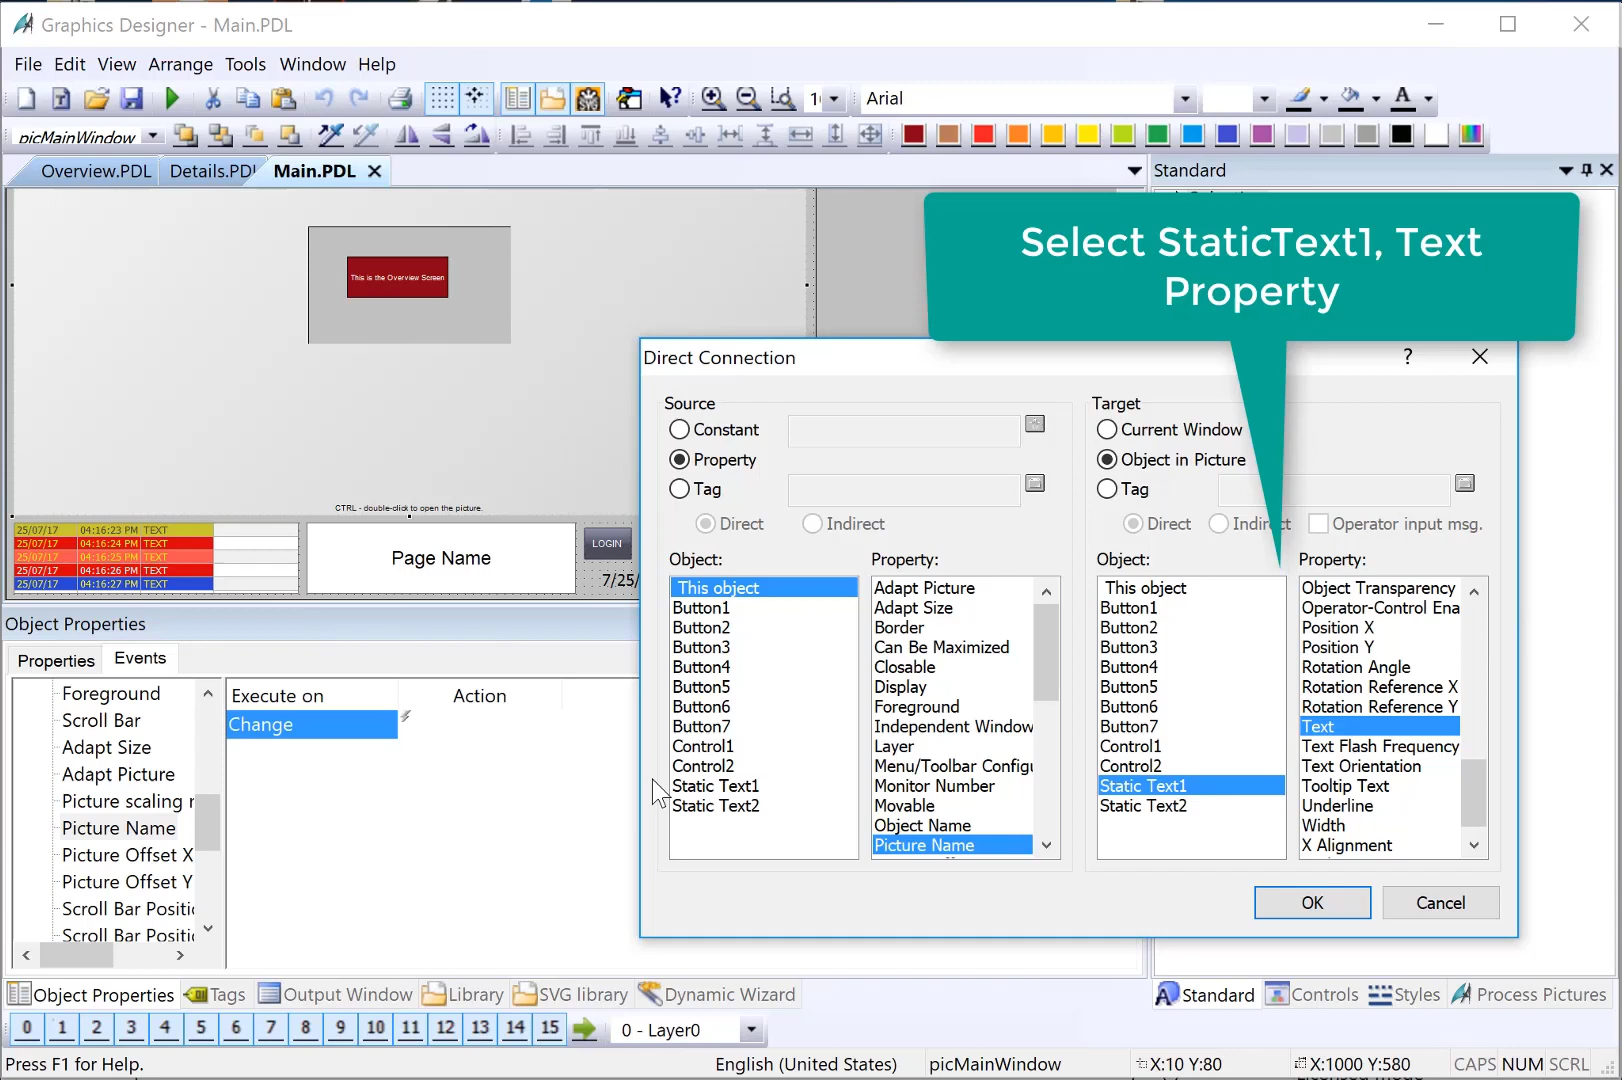 Graphics Designer - Main.PDL
File Edit View Arrange Tools Window Help
Arial
picMainWindow
Overview.PDL Details.PDL Main.PDL
Standard
Select StaticText1, Text
Property
This is the Overview Screen
CTRL - double-click to open the picture.
25/07/17 04:16:23 PM TEXT
25/07/17 04:16:24 PM TEXT
25/07/17 04:16:25 PM TEXT
25/07/17 04:16:26 PM TEXT
25/07/17 04:16:27 PM TEXT
Page Name
LOGIN
7/25/
Direct Connection
?
Source
Constant
Property
Tag
Direct Indirect
Object: Property:
This object
Button1
Button2
Button3
Button4
Button5
Button6
Button7
Control1
Control2
Static Text1
Static Text2
Adapt Picture
Adapt Size
Border
Can Be Maximized
Closable
Display
Foreground
Independent Window
Layer
Menu/Toolbar Configu
Monitor Number
Movable
Object Name
Picture Name
Target
Current Window
Object in Picture
Tag
Direct Indirect Operator input msg.
Object: Property:
This object
Button1
Button2
Button3
Button4
Button5
Button6
Button7
Control1
Control2
Static Text1
Static Text2
Object Transparency
Operator-Control Ena
Position X
Position Y
Rotation Angle
Rotation Reference X
Rotation Reference Y
Text
Text Flash Frequency
Text Orientation
Tooltip Text
Underline
Width
X Alignment
OK Cancel
Object Properties
Properties Events
Foreground
Scroll Bar
Adapt Size
Adapt Picture
Picture scaling
Picture Name
Picture Offset X
Picture Offset Y
Scroll Bar Positi
Scroll Bar Positi
Execute on Action
Change
Object Properties Tags Output Window Library SVG library Dynamic Wizard
Standard Controls Styles Process Pictures
0 1 2 3 4 5 6 7 8 9 10 11 12 13 14 15 0 - Layer0
Press F1 for Help. English (United States) picMainWindow X:10 Y:80 X:1000 Y:580 CAPS NUM SCRL